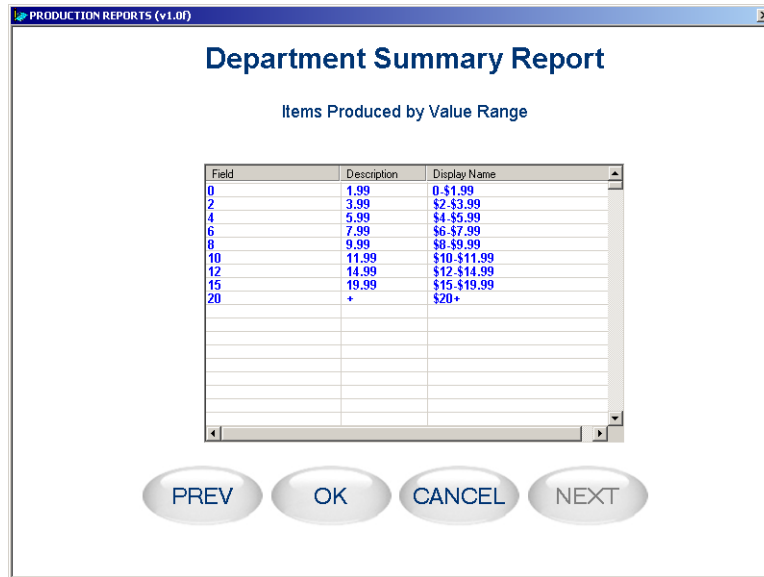 PRODUCTION REPORTS (v1.0f)
Department Summary Report
Items Produced by Value Range
Field Description Display Name
0 1.99 0-$1.99
2 3.99 $2-$3.99
4 5.99 $4-$5.99
6 7.99 $6-$7.99
8 9.99 $8-$9.99
10 11.99 $10-$11.99
12 14.99 $12-$14.99
15 19.99 $15-$19.99
20 + $20+
PREV OK CANCEL NEXT